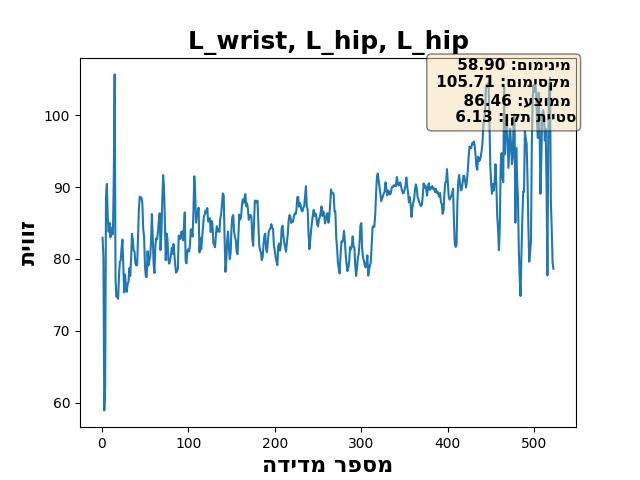 L_wrist, L_hip, L_hip
מינימום: 58.90
מקסימום: 105.71
ממוצע: 86.46
סטיית תקן: 6.13
זווית
100
90
80
70
60
0 100 200 300 400 500
מספר מדידה